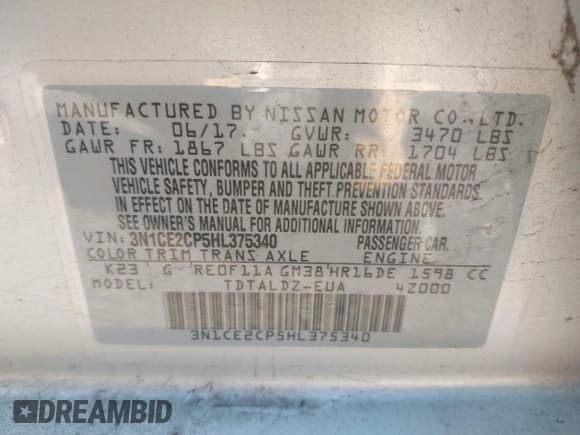 MANUFACTURED BY NISSAN MOTOR CO., LTD.
DATE: 06/17. GVWR: 3470 LBS
GAWR FR: 1867 LBS GAWR RR: 1704 LBS
THIS VEHICLE CONFORMS TO ALL APPLICABLE FEDERAL MOTOR
VEHICLE SAFETY, BUMPER AND THEFT PREVENTION STANDARDS
IN EFFECT ON THE DATE OF MANUFACTURE SHOWN ABOVE.
SEE OWNER'S MANUAL FOR ADDITIONAL INFORMATION
VIN: 3N1CE2CP5HL375340 PASSENGER CAR.
COLOR TRIM TRANS AXLE ENGINE
K23 G RE0F11A GM38 HR16DE 1598 CC
TDTALDZ-EUA 4Z000
3N1CE2CP5HL375340
DREAMBID